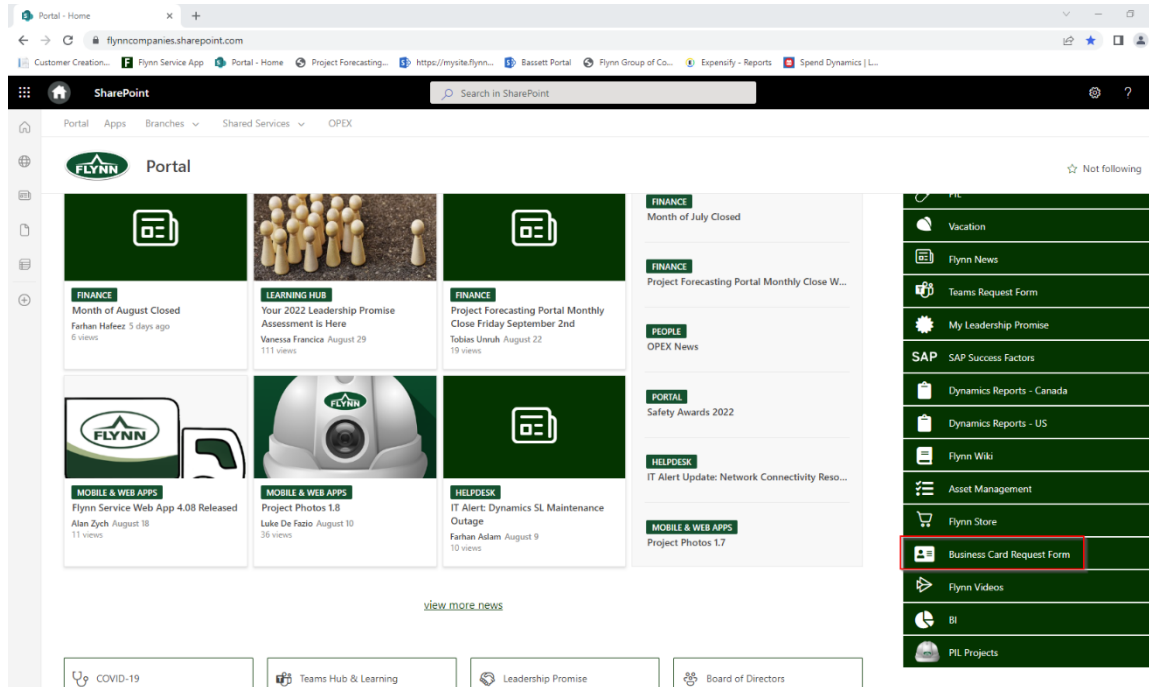 Portal - Home
flynncompanies.sharepoint.com
Customer Creation... Flynn Service App Portal - Home Project Forecasting... https://mysite.flynn... Bassett Portal Flynn Group of Co... Expensify - Reports Spend Dynamics | L...
SharePoint
Search in SharePoint
Portal Apps Branches Shared Services OPEX
FLYNN
Portal
Not following
FINANCE
Month of August Closed
Farhan Hafeez 5 days ago
6 views
LEARNING HUB
Your 2022 Leadership Promise
Assessment is Here
Vanessa Francica August 29
111 views
FINANCE
Project Forecasting Portal Monthly
Close Friday September 2nd
Tobias Unruh August 22
19 views
FLYNN
MOBILE & WEB APPS
Flynn Service Web App 4.08 Released
Alan Zych August 18
11 views
FLYNN
MOBILE & WEB APPS
Project Photos 1.8
Luke De Fazio August 10
36 views
HELPDESK
IT Alert: Dynamics SL Maintenance
Outage
Farhan Aslam August 9
10 views
FINANCE
Month of July Closed
FINANCE
Project Forecasting Portal Monthly Close W...
PEOPLE
OPEX News
PORTAL
Safety Awards 2022
HELPDESK
IT Alert Update: Network Connectivity Reso...
MOBILE & WEB APPS
Project Photos 1.7
PIL
Vacation
Flynn News
Teams Request Form
My Leadership Promise
SAP SAP Success Factors
Dynamics Reports - Canada
Dynamics Reports - US
Flynn Wiki
Asset Management
Flynn Store
Business Card Request Form
Flynn Videos
BI
PIL Projects
view more news
COVID-19
Teams Hub & Learning
Leadership Promise
Board of Directors